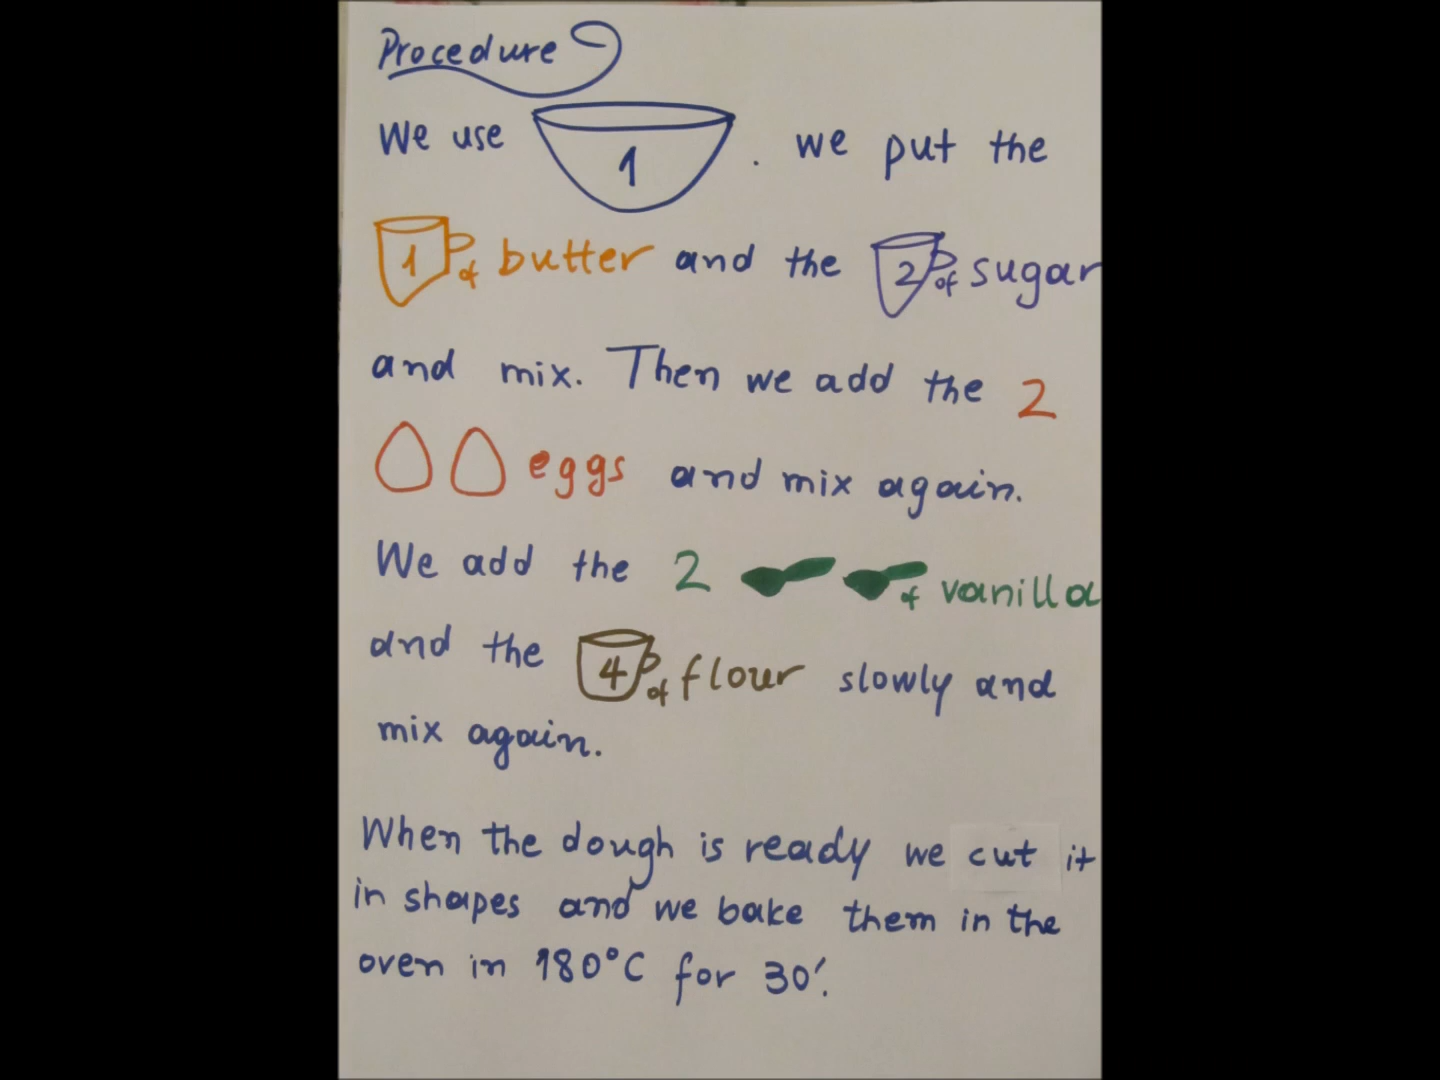 Procedure
We use 1 . we put the
1 of butter and the 2 of sugar
and mix. Then we add the 2
eggs and mix again.
We add the 2 of vanilla
and the 4 of flour slowly and
mix again.
When the dough is ready we cut it
in shapes and we bake them in the
oven in 180°C for 30'.